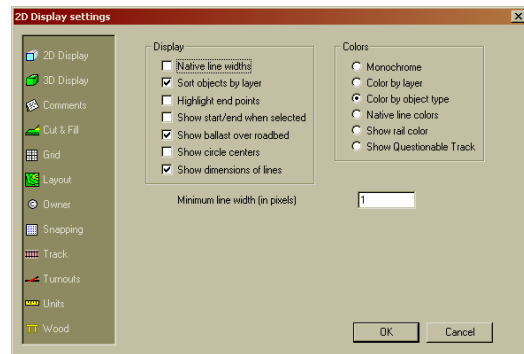 2D Display settings
2D Display
3D Display
Comments
Cut & Fill
Grid
Layout
Owner
Snapping
Track
Turnouts
Units
Wood
Display
Native line widths
Sort objects by layer
Highlight end points
Show start/end when selected
Show ballast over roadbed
Show circle centers
Show dimensions of lines
Colors
Monochrome
Color by layer
Color by object type
Native line colors
Show rail color
Show Questionable Track
Minimum line width (in pixels)
1
OK
Cancel